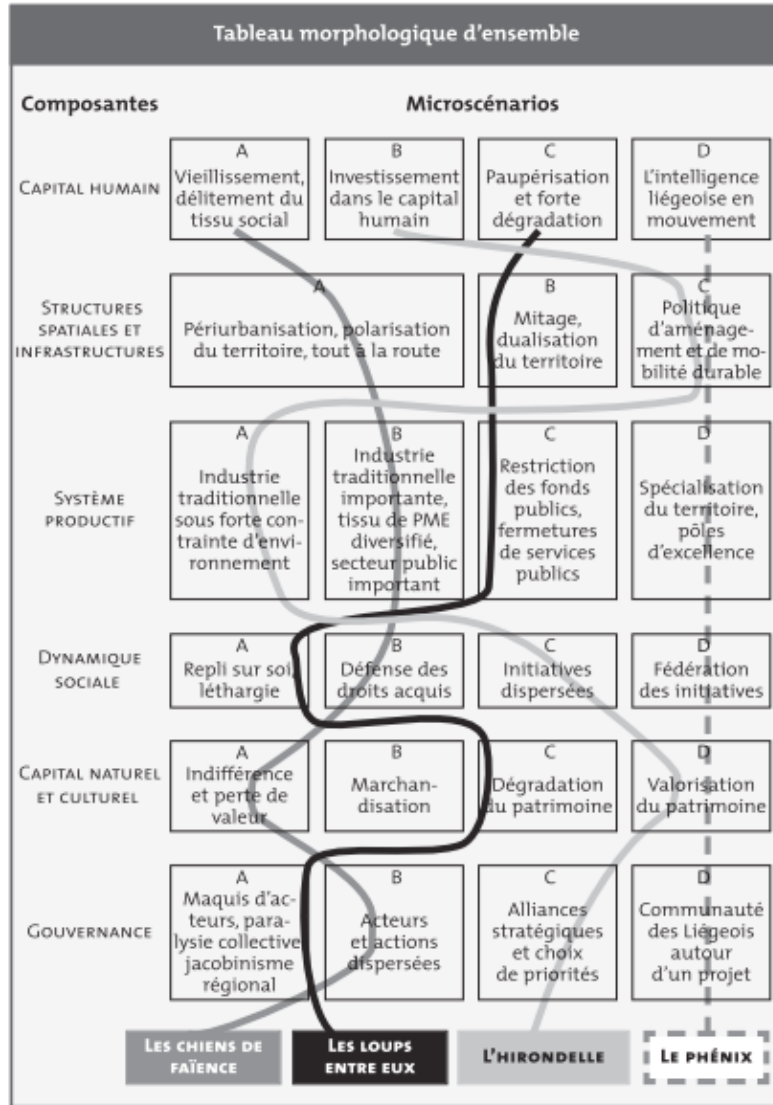 Tableau morphologique d'ensemble
Composantes
Microscénarios
CAPITAL HUMAIN
A
Vieillissement,
délitement du
tissu social
B
Investissement
dans le capital
humain
C
Paupérisation
et forte
dégradation
D
L'intelligence
liégeoise en
mouvement
STRUCTURES
SPATIALES ET
INFRASTRUCTURES
A
Périurbanisation, polarisation
du territoire, tout à la route
B
Mitage,
dualisation
du territoire
C
Politique
d'aménage-
ment et de mo-
bilité durable
SYSTÈME
PRODUCTIF
A
Industrie
traditionnelle
sous forte con-
trainte d'envi-
ronnement
B
Industrie
traditionnelle
importante,
tissu de PME
diversifié,
secteur public
important
C
Restriction
des fonds
publics,
fermetures
de services
publics
D
Spécialisation
du territoire,
pôles
d'excellence
DYNAMIQUE
SOCIALE
A
Repli sur soi,
léthargie
B
Défense des
droits acquis
C
Initiatives
dispersées
D
Fédération
des initiatives
CAPITAL NATUREL
ET CULTUREL
A
Indifférence
et perte de
valeur
B
Marchan-
disation
C
Dégradation
du patrimoine
D
Valorisation
du patrimoine
GOUVERNANCE
A
Maquis d'ac-
teurs, para-
lysie collective
jacobinisme
régional
B
Acteurs
et actions
dispersées
C
Alliances
stratégiques
et choix
de priorités
D
Communauté
des Liégeois
autour
d'un projet
LES CHIENS DE
FAÏENCE
LES LOUPS
ENTRE EUX
L'HIRONDELLE
LE PHÉNIX